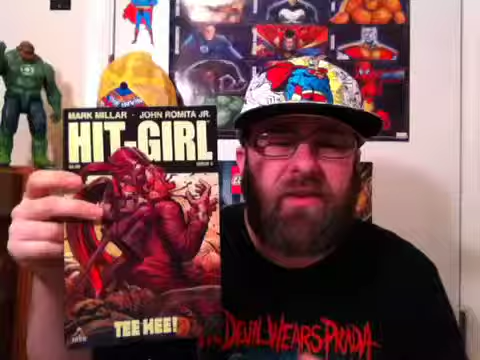 MARK MILLAR · JOHN ROMITA JR.
HIT-GIRL
TEE HEE!
DEVIL WEARS PRADA